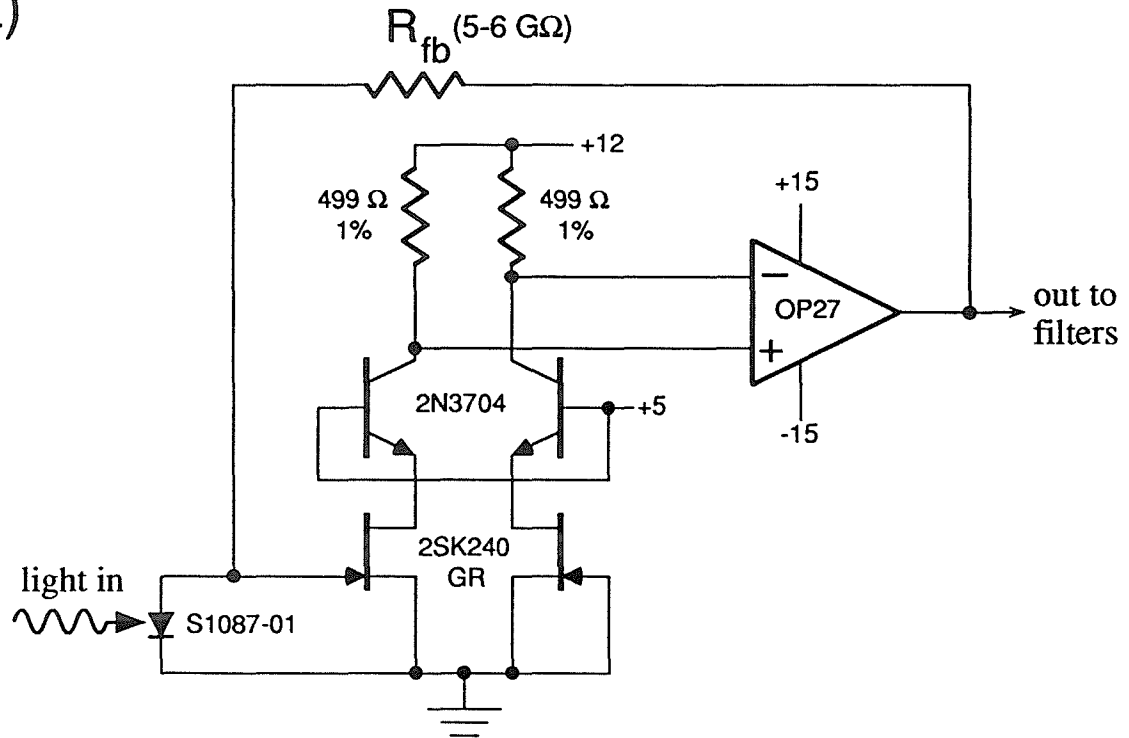 R fb (5-6 GΩ)
+12
499 Ω
1%
499 Ω
1%
+15
−
OP27
+
-15
out to
filters
2N3704
+5
2SK240
GR
light in
S1087-01